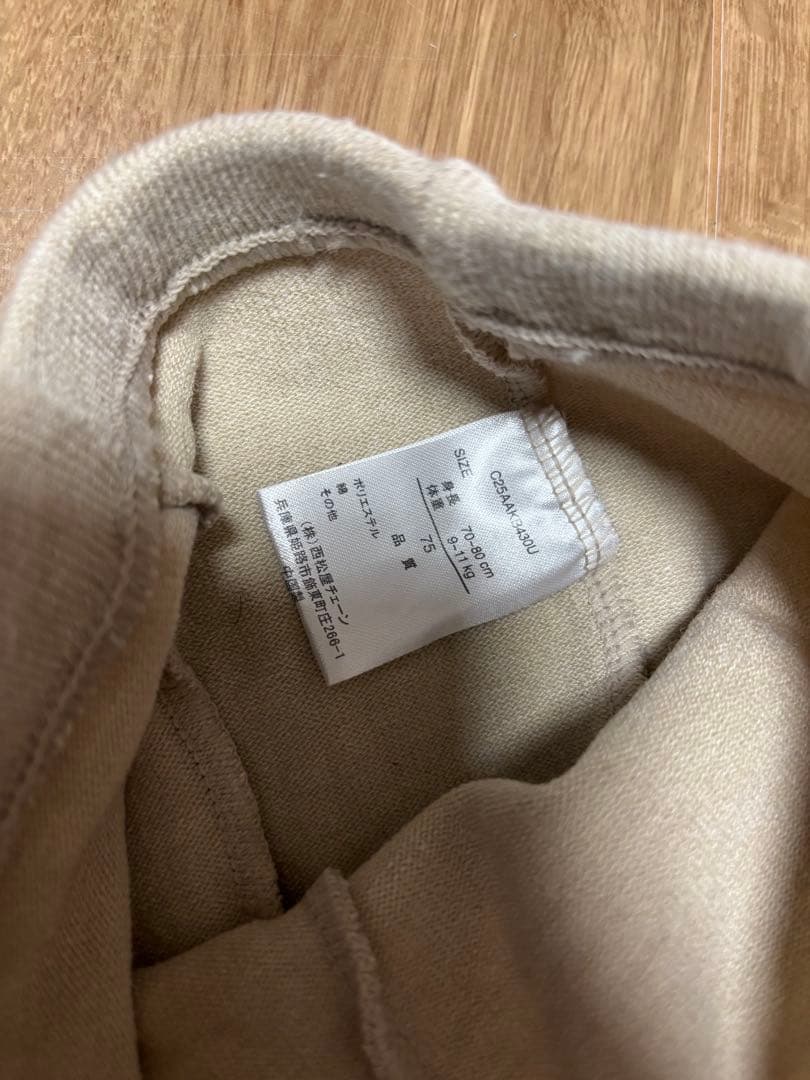 C25AAK3430U
SIZE
身長 70-80 cm
体重 9-11 kg
75
品質
ポリエステル
綿
その他
(株)西松屋チェーン
兵庫県姫路市飾東町庄266-1
中国製